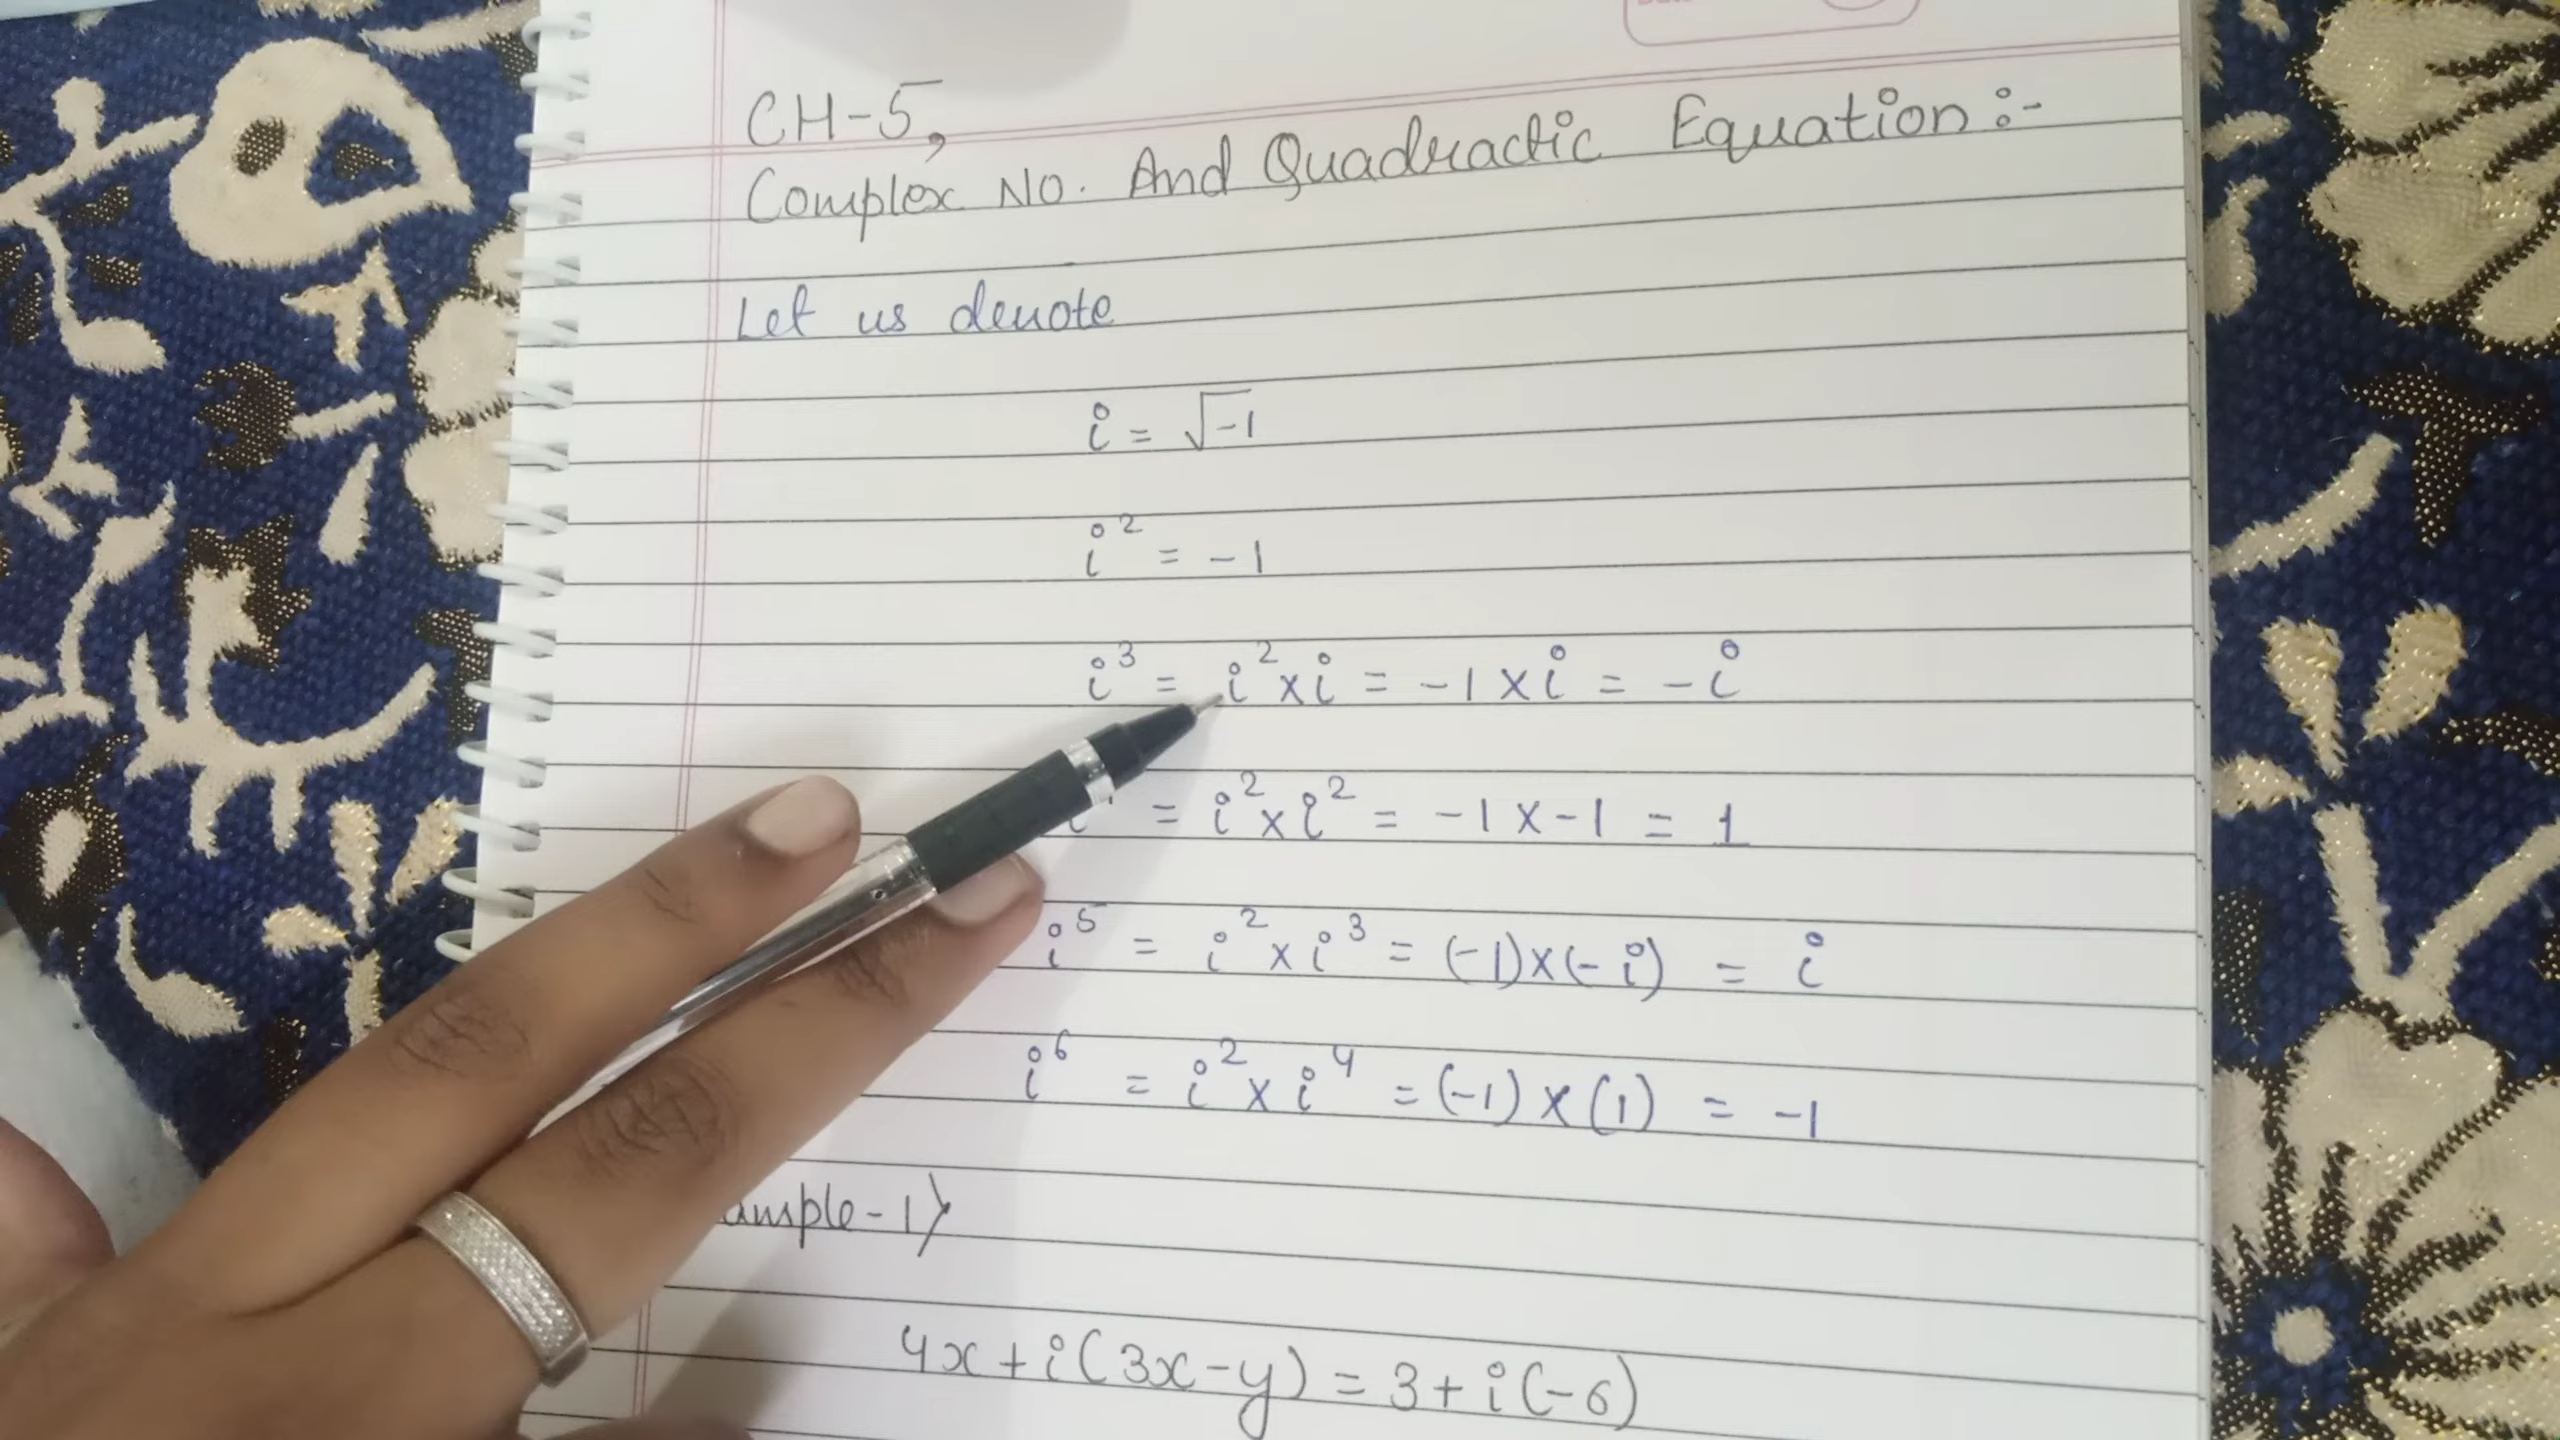 CH-5,
Complex No. And Quadractic Equation :-
Let us denote
i = √-1
i² = -1
i³ = i² x i = -1 x i = -i
= i² x i² = -1 x -1 = 1
i⁵ = i² x i³ = (-1) x (-i) = i
i⁶ = i² x i⁴ = (-1) x (1) = -1
ample-1>
4x + i(3x-y) = 3 + i(-6)